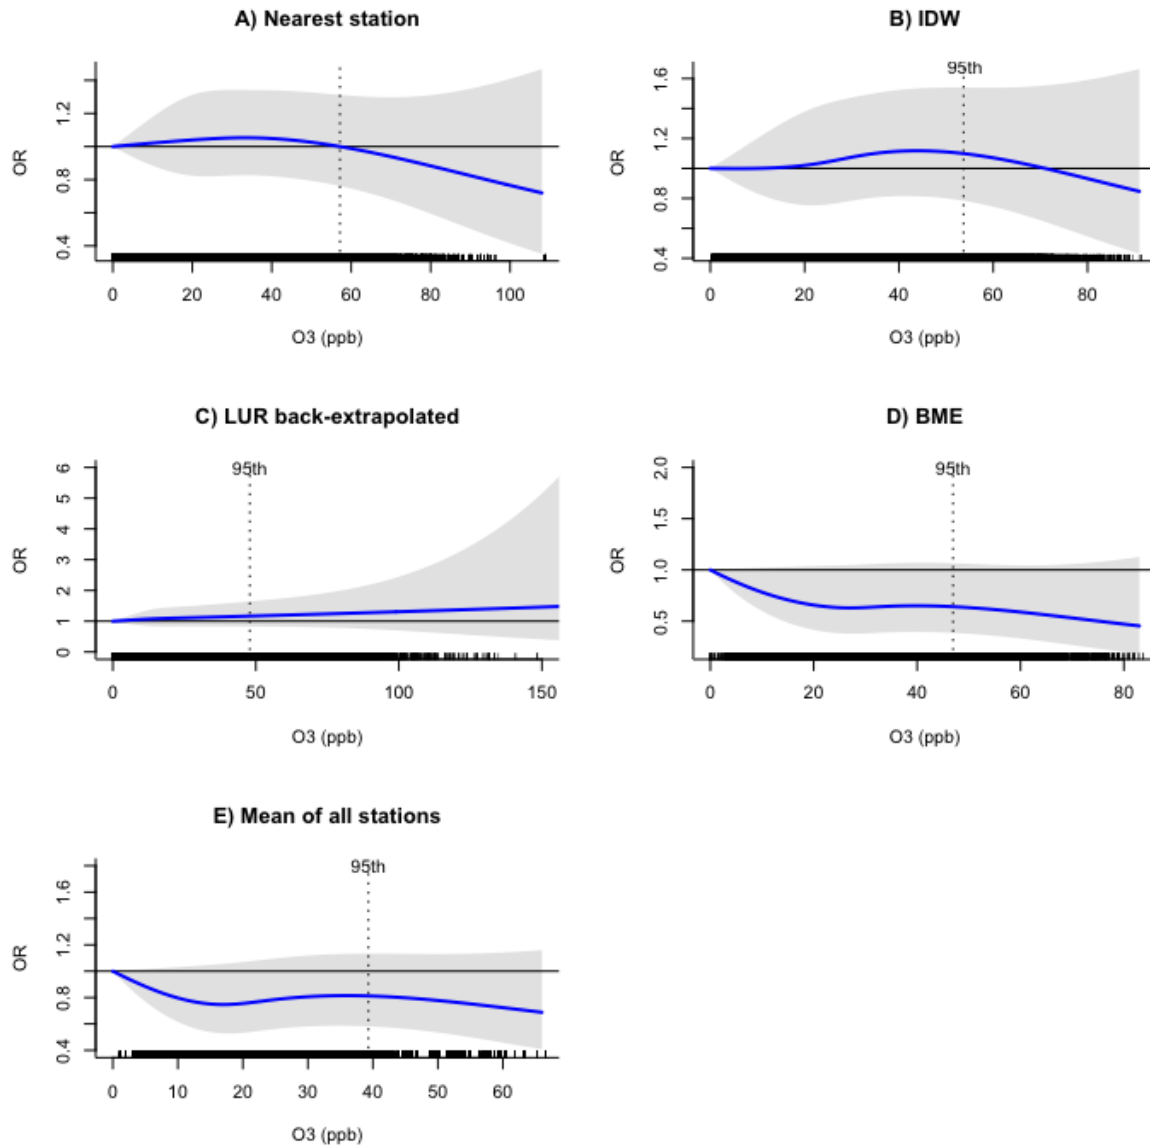 A) Nearest station
OR
0.4 0.8 1.2
0 20 40 60 80 100
O3 (ppb)
B) IDW
95th
OR
0.4 0.8 1.2 1.6
0 20 40 60 80
O3 (ppb)
C) LUR back-extrapolated
95th
OR
0 1 2 3 4 5 6
0 50 100 150
O3 (ppb)
D) BME
95th
OR
0.5 1.0 1.5 2.0
0 20 40 60 80
O3 (ppb)
E) Mean of all stations
95th
OR
0.4 0.8 1.2 1.6
0 10 20 30 40 50 60
O3 (ppb)